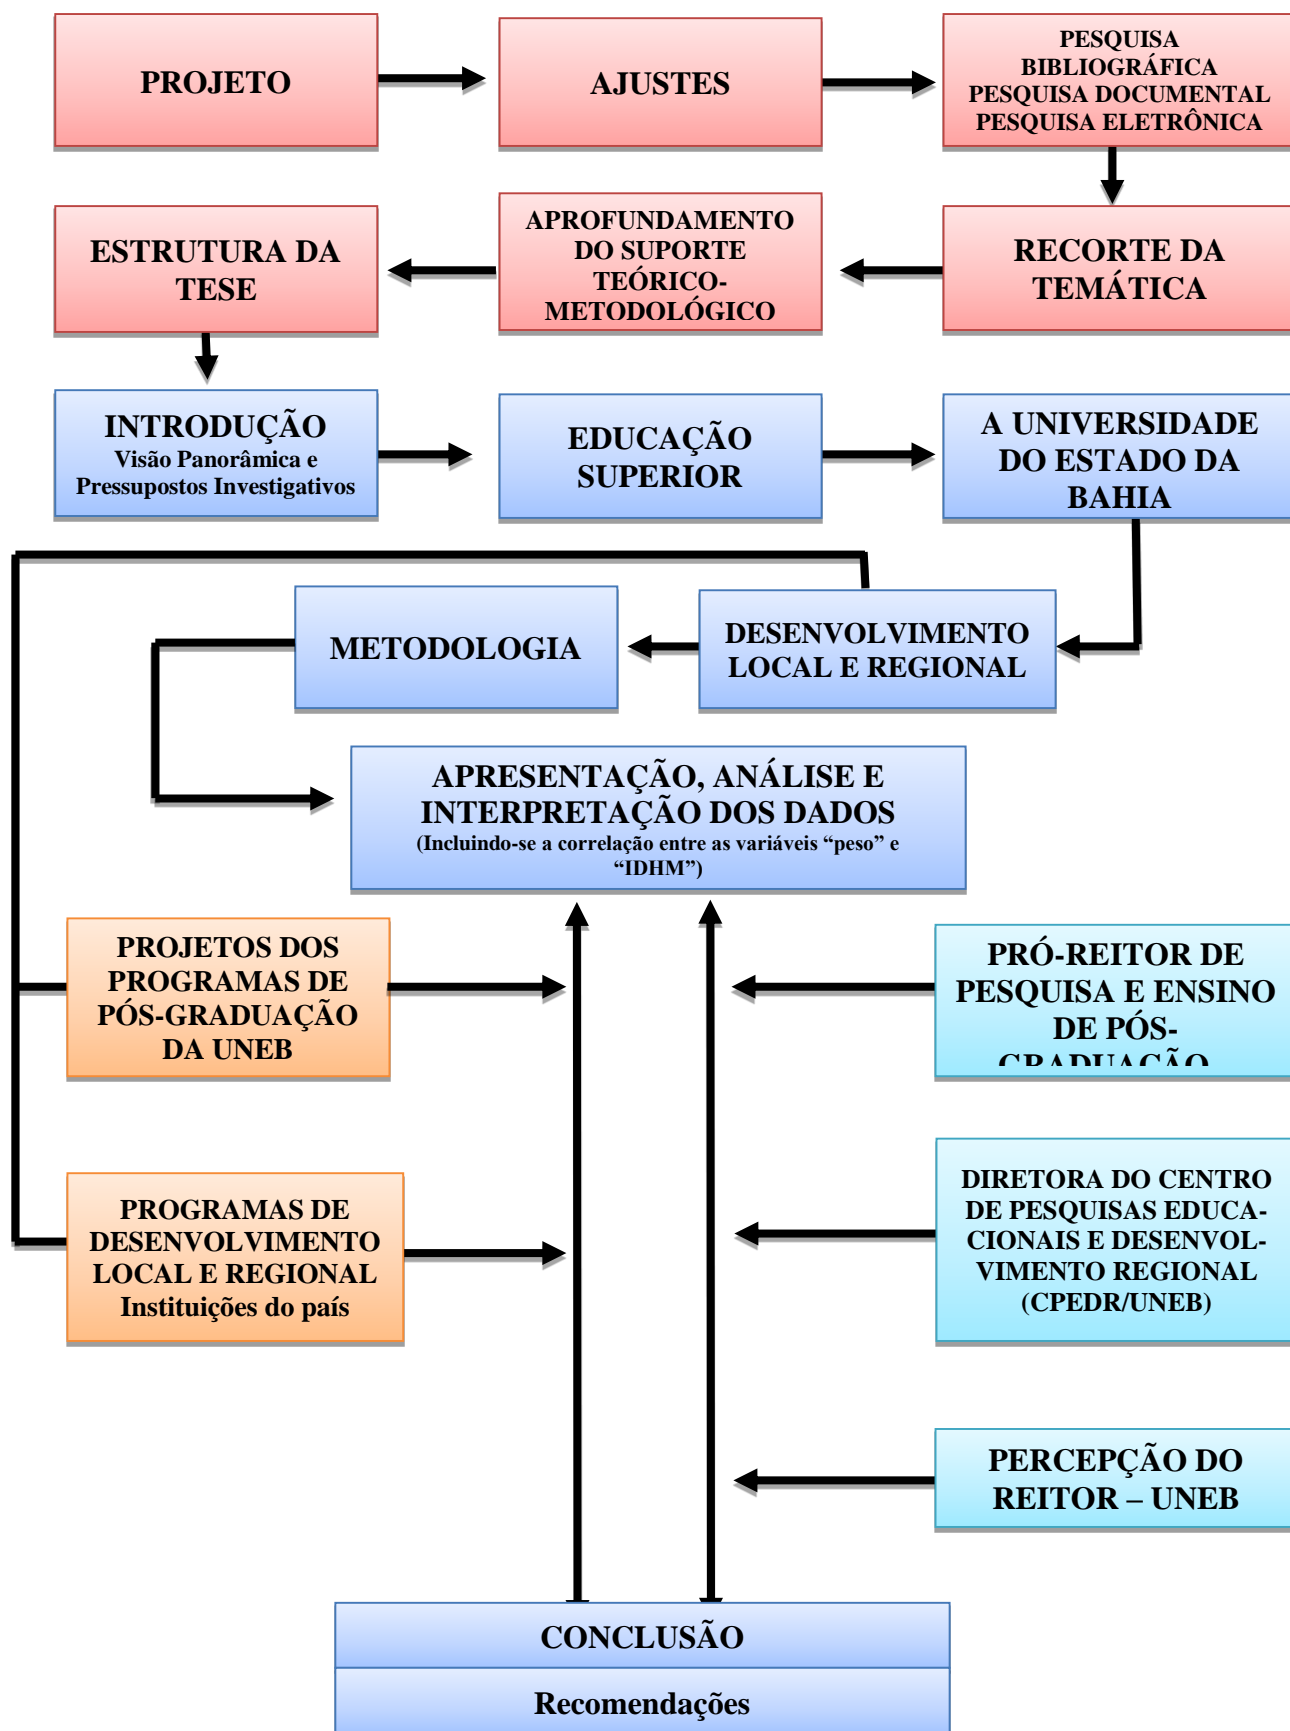 PROJETO
AJUSTES
PESQUISA
BIBLIOGRÁFICA
PESQUISA DOCUMENTAL
PESQUISA ELETRÔNICA
RECORTE DA
TEMÁTICA
APROFUNDAMENTO
DO SUPORTE
TEÓRICO-
METODOLÓGICO
ESTRUTURA DA
TESE
INTRODUÇÃO
Visão Panorâmica e
Pressupostos Investigativos
EDUCAÇÃO
SUPERIOR
A UNIVERSIDADE
DO ESTADO DA
BAHIA
DESENVOLVIMENTO
LOCAL E REGIONAL
METODOLOGIA
APRESENTAÇÃO, ANÁLISE E
INTERPRETAÇÃO DOS DADOS
(Incluindo-se a correlação entre as variáveis “peso” e
“IDHM”)
PROJETOS DOS
PROGRAMAS DE
PÓS-GRADUAÇÃO
DA UNEB
PROGRAMAS DE
DESENVOLVIMENTO
LOCAL E REGIONAL
Instituições do país
PRÓ-REITOR DE
PESQUISA E ENSINO
DE PÓS-
GRADUAÇÃO
DIRETORA DO CENTRO
DE PESQUISAS EDUCA-
CIONAIS E DESENVOL-
VIMENTO REGIONAL
(CPEDR/UNEB)
PERCEPÇÃO DO
REITOR – UNEB
CONCLUSÃO
Recomendações